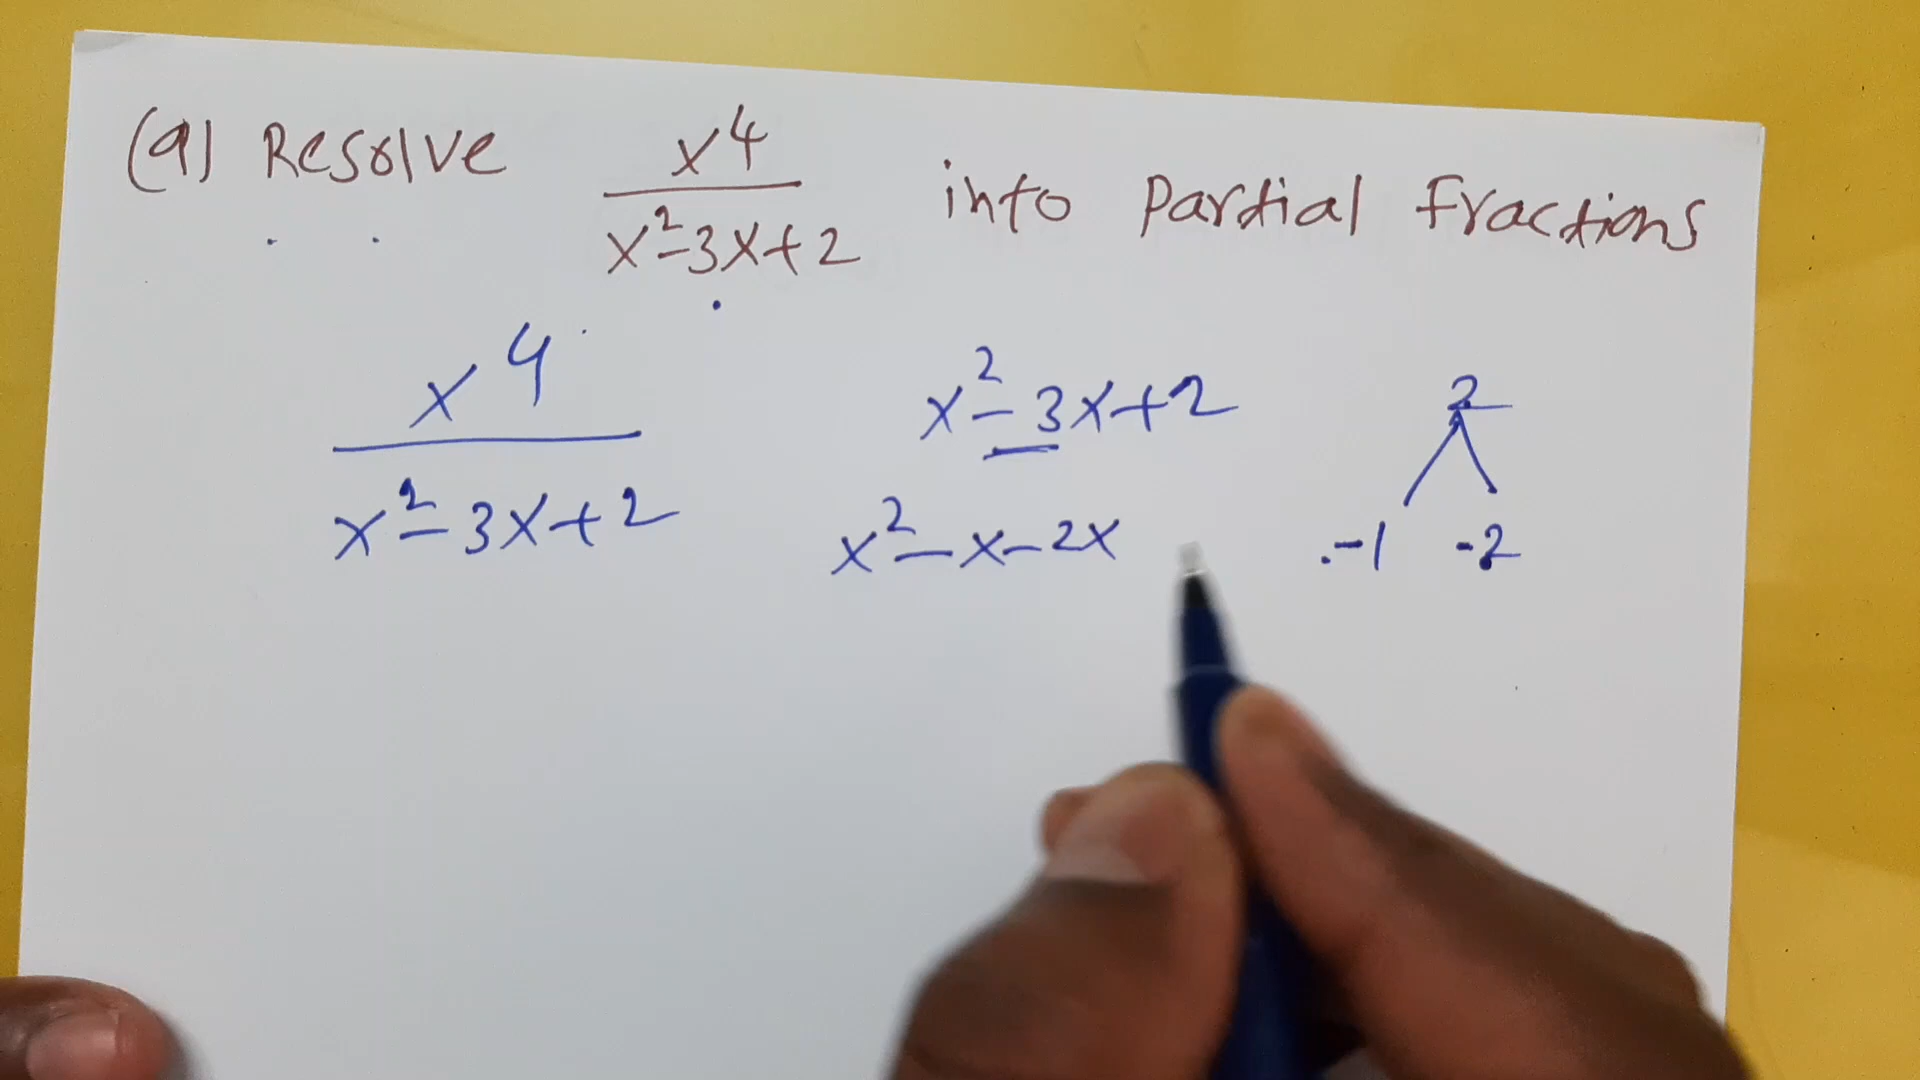 (a) Resolve x⁴ / x²-3x+2 into Partial Fractions
x⁴ / x²-3x+2
x²-3x+2
x²-x-2x
2
-1 -2